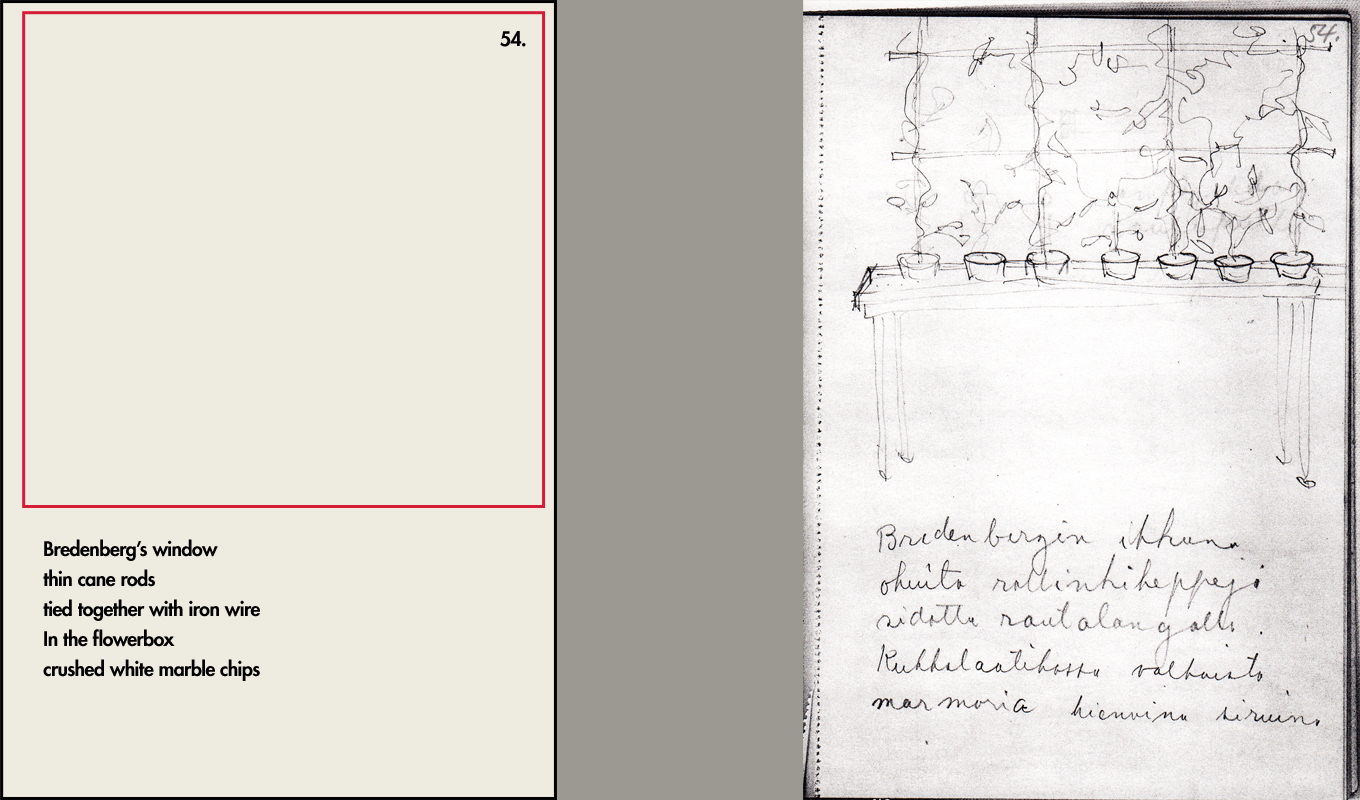 54.
Bredenberg's window
thin cane rods
tied together with iron wire
In the flowerbox
crushed white marble chips
54.
Bredenbergin ikkuna
ohuita rottinkikeppejä
sidottu rautalangalla.
Kukkalaatikossa valkoista
marmoria hienoina siruina